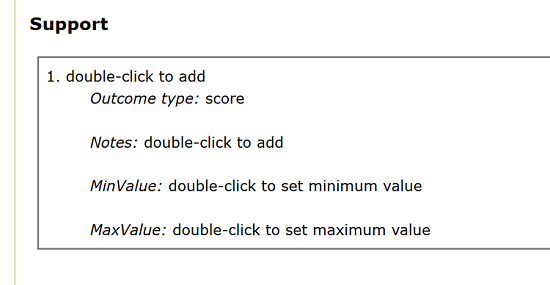 Support
1. double-click to add
Outcome type: score
Notes: double-click to add
MinValue: double-click to set minimum value
MaxValue: double-click to set maximum value